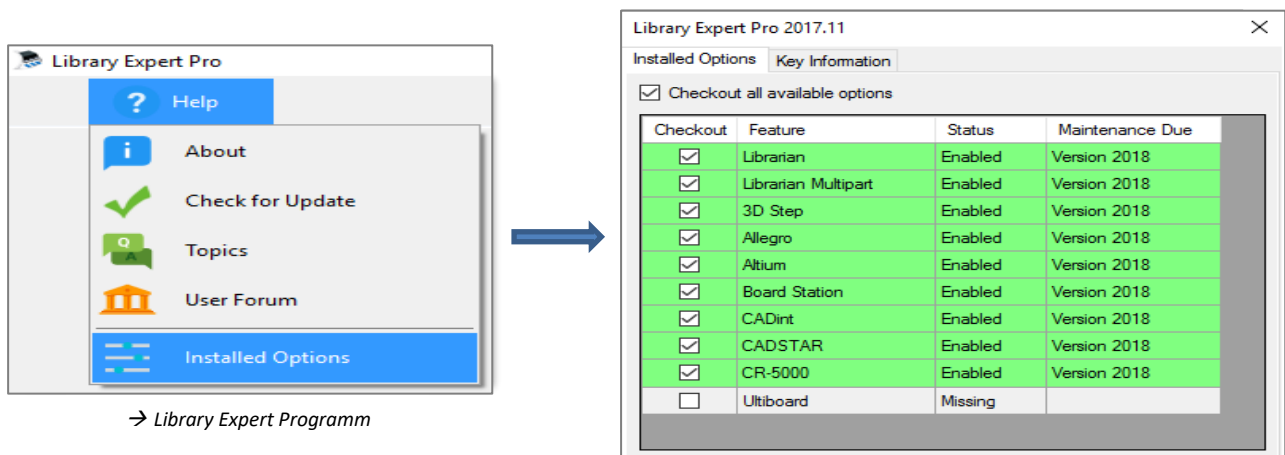 Library Expert Pro
? Help
i About
Check for Update
Q
A
Topics
User Forum
Installed Options
→ Library Expert Programm
Library Expert Pro 2017.11
Installed Options Key Information
Checkout all available options
Checkout Feature Status Maintenance Due
Librarian Enabled Version 2018
Librarian Multipart Enabled Version 2018
3D Step Enabled Version 2018
Allegro Enabled Version 2018
Altium Enabled Version 2018
Board Station Enabled Version 2018
CADint Enabled Version 2018
CADSTAR Enabled Version 2018
CR-5000 Enabled Version 2018
Ultiboard Missing